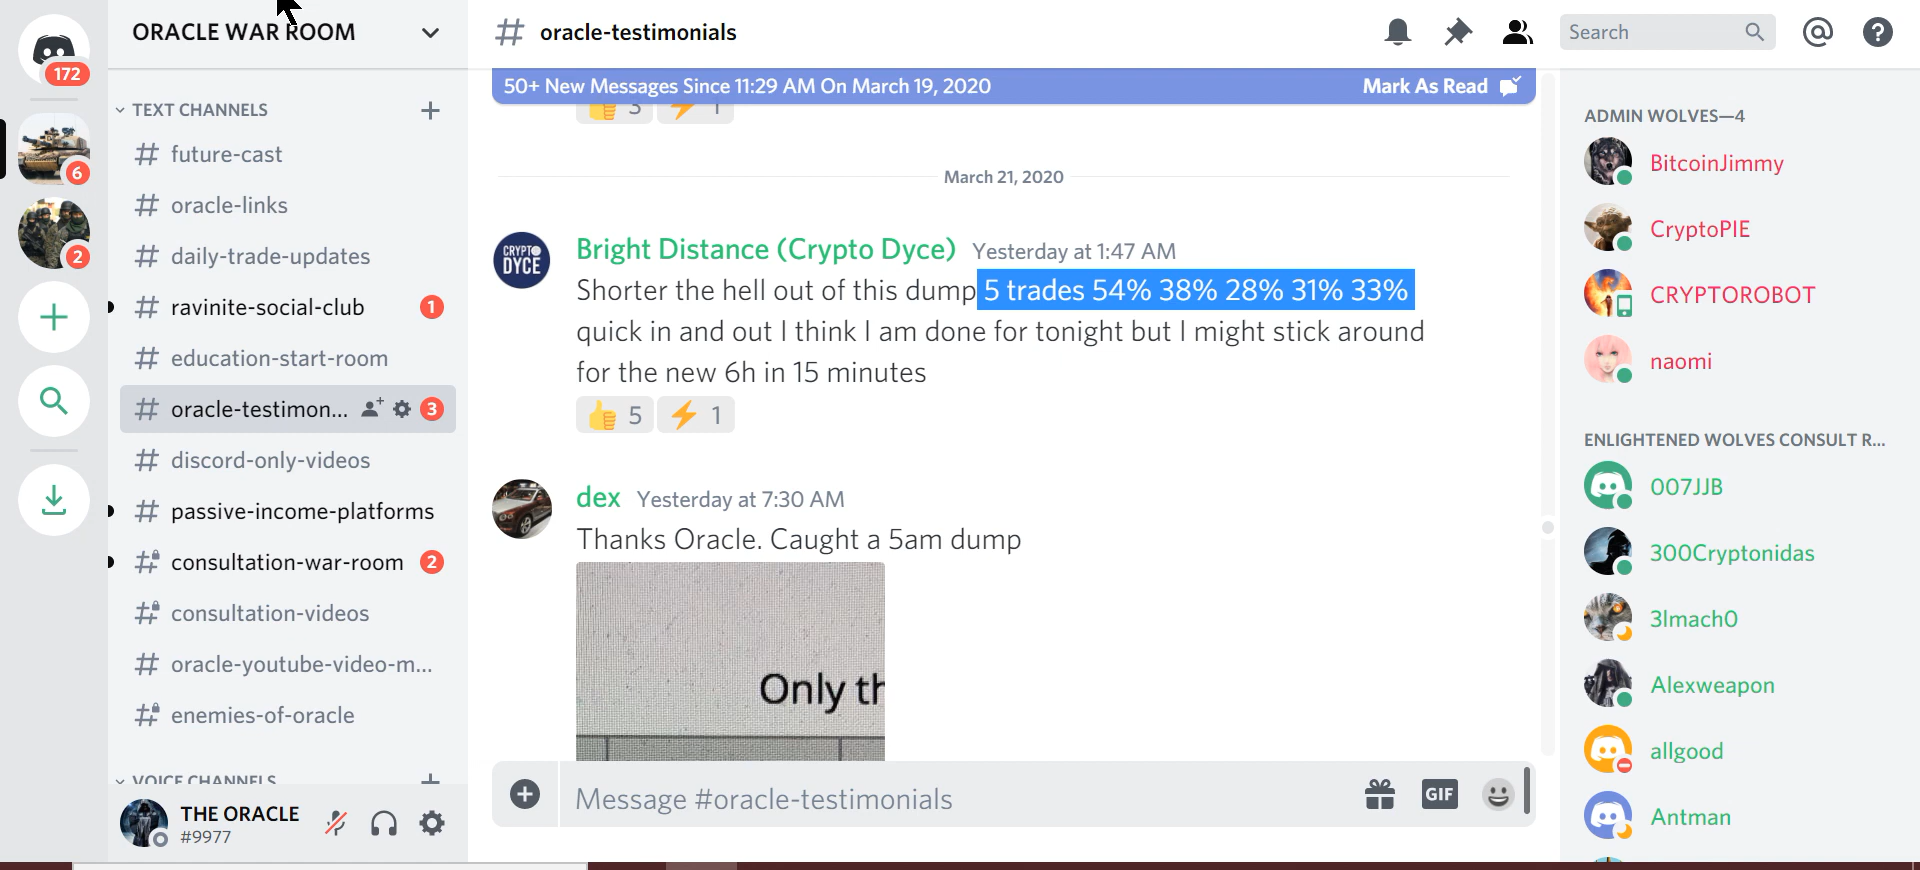 172
6
2
ORACLE WAR ROOM
TEXT CHANNELS
future-cast
oracle-links
daily-trade-updates
ravinite-social-club 1
education-start-room
oracle-testimon... 3
discord-only-videos
passive-income-platforms
consultation-war-room 2
consultation-videos
oracle-youtube-video-m...
enemies-of-oracle
VOICE CHANNELS
THE ORACLE
#9977
# oracle-testimonials
Search
50+ New Messages Since 11:29 AM On March 19, 2020 Mark As Read
3 1
March 21, 2020
CRYPTO
DYCE
Bright Distance (Crypto Dyce) Yesterday at 1:47 AM
Shorter the hell out of this dump 5 trades 54% 38% 28% 31% 33%
quick in and out I think I am done for tonight but I might stick around
for the new 6h in 15 minutes
5 1
dex Yesterday at 7:30 AM
Thanks Oracle. Caught a 5am dump
Only th
Message #oracle-testimonials
GIF
ADMIN WOLVES—4
BitcoinJimmy
CryptoPIE
CRYPTOROBOT
naomi
ENLIGHTENED WOLVES CONSULT R...
007JJB
300Cryptonidas
3lmach0
Alexweapon
allgood
Antman